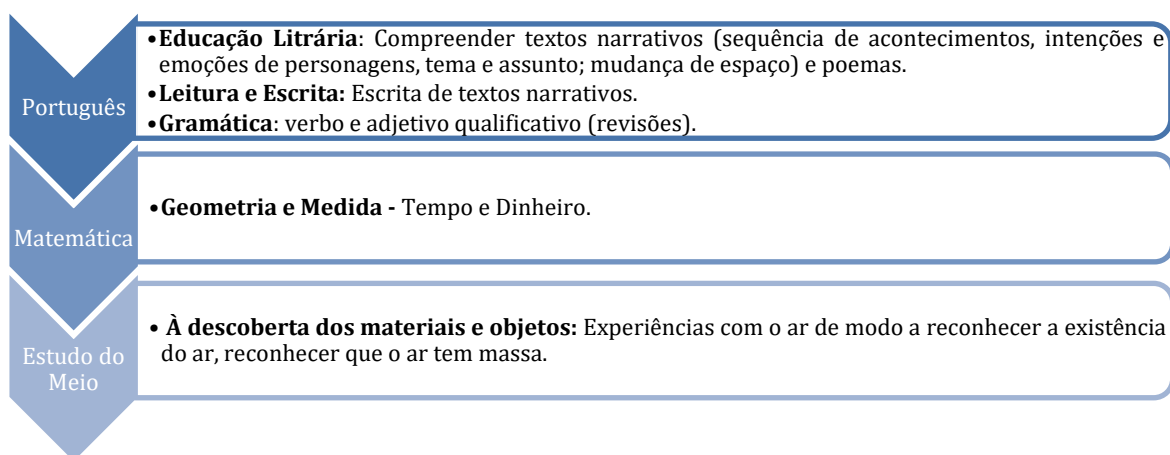 Português
•Educação Litrária: Compreender textos narrativos (sequência de acontecimentos, intenções e
emoções de personagens, tema e assunto; mudança de espaço) e poemas.
•Leitura e Escrita: Escrita de textos narrativos.
•Gramática: verbo e adjetivo qualificativo (revisões).
Matemática
•Geometria e Medida - Tempo e Dinheiro.
Estudo do
Meio
• À descoberta dos materiais e objetos: Experiências com o ar de modo a reconhecer a existência
do ar, reconhecer que o ar tem massa.